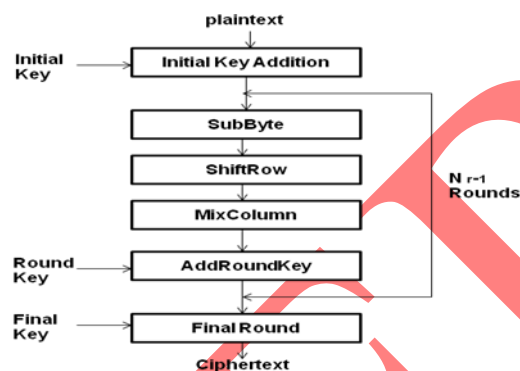 plaintext
Initial
Key
Initial Key Addition
SubByte
ShiftRow
MixColumn
N r-1
Rounds
Round
Key
AddRoundKey
Final
Key
Final Round
Ciphertext